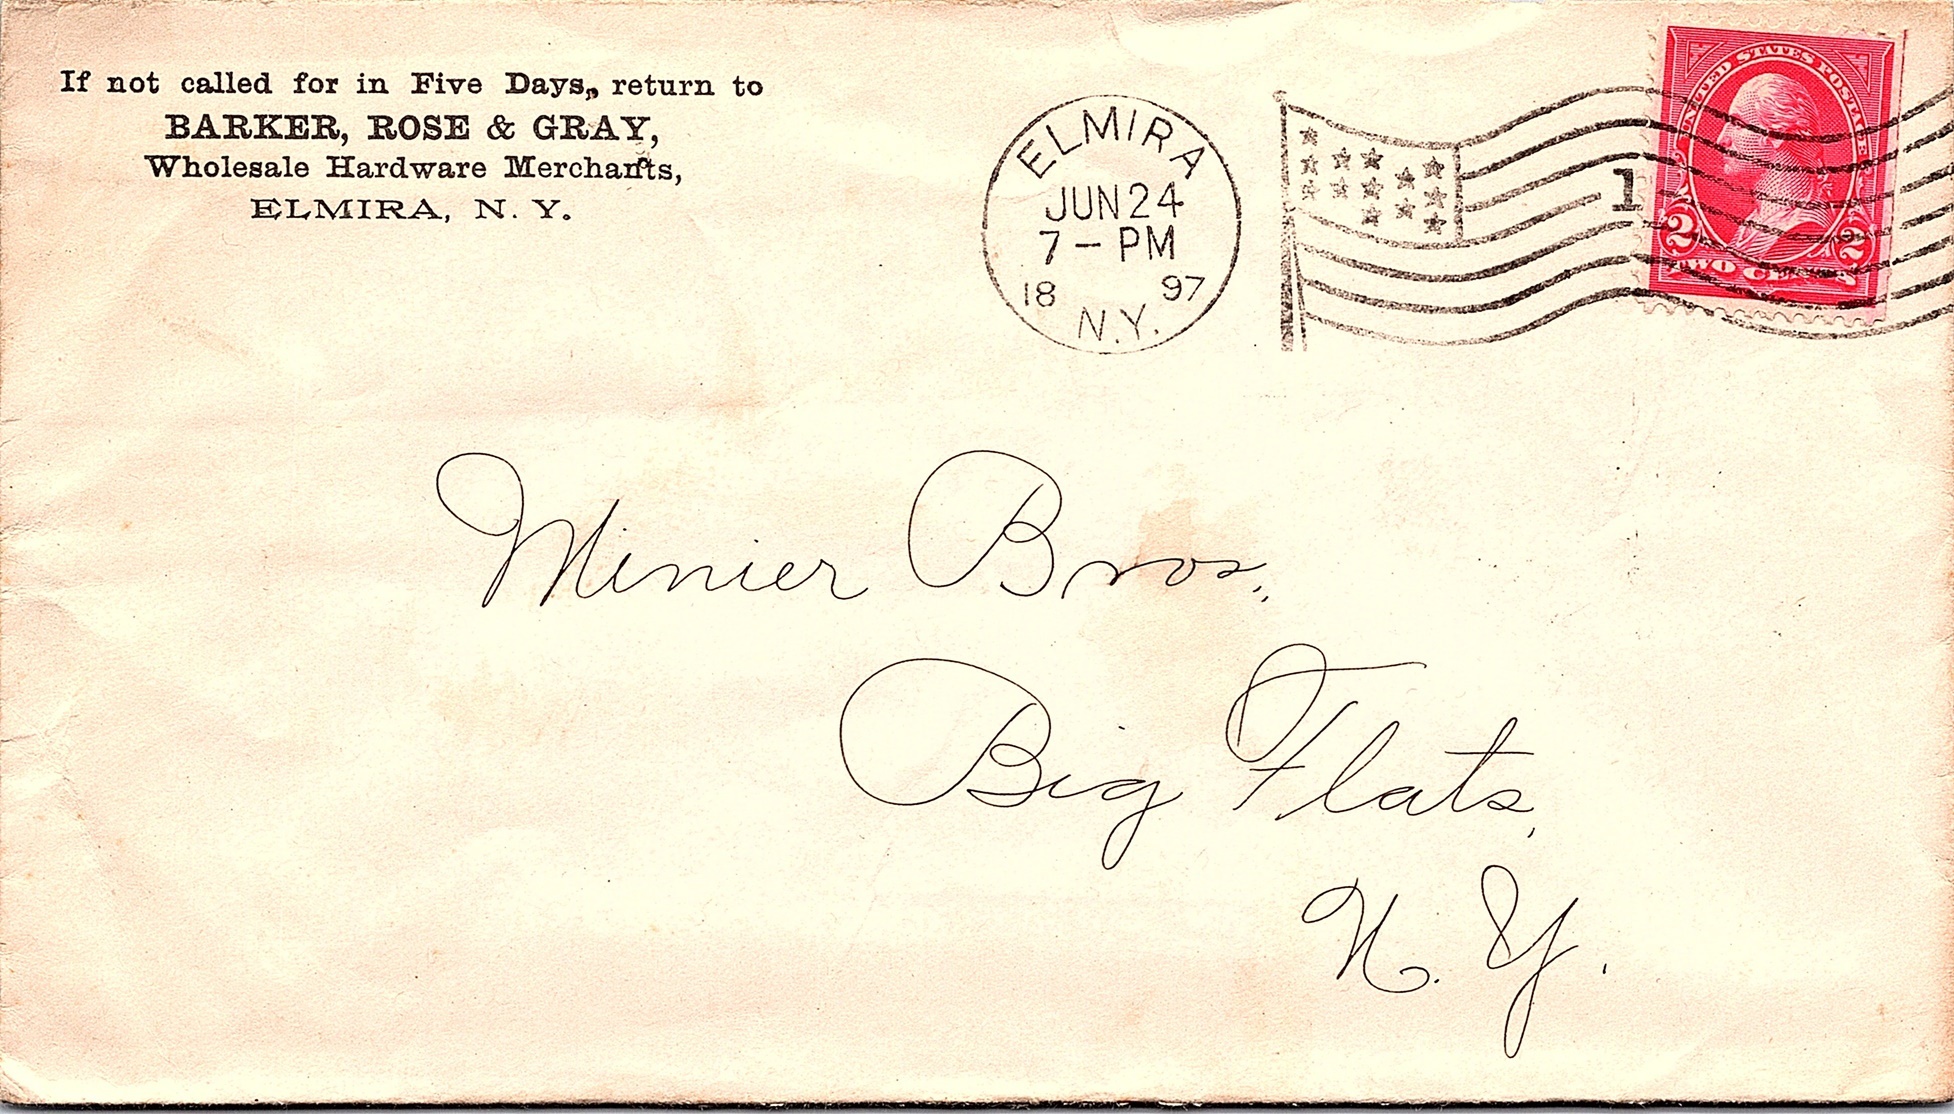 If not called for in Five Days, return to
BARKER, ROSE & GRAY,
Wholesale Hardware Merchants,
ELMIRA, N. Y.
ELMIRA
JUN 24
7 - PM
18 97
N.Y.
1
UNITED STATES POSTAGE
2 2
TWO CENTS
Minier Bros.,
Big Flats,
N. Y.